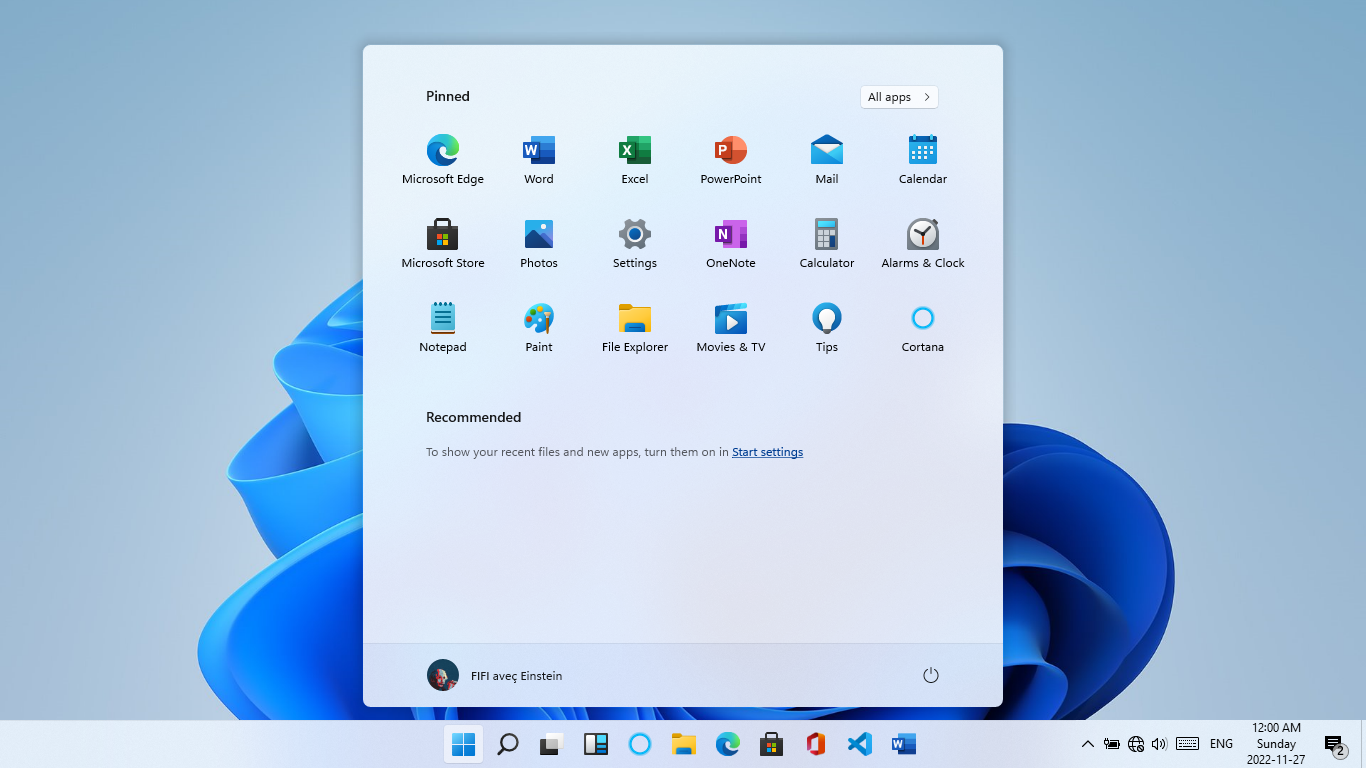 Pinned
All apps
Microsoft Edge
Word
Excel
PowerPoint
Mail
Calendar
Microsoft Store
Photos
Settings
OneNote
Calculator
Alarms & Clock
Notepad
Paint
File Explorer
Movies & TV
Tips
Cortana
Recommended
To show your recent files and new apps, turn them on in Start settings
FIFI aveç Einstein
ENG
12:00 AM
Sunday
2022-11-27
2